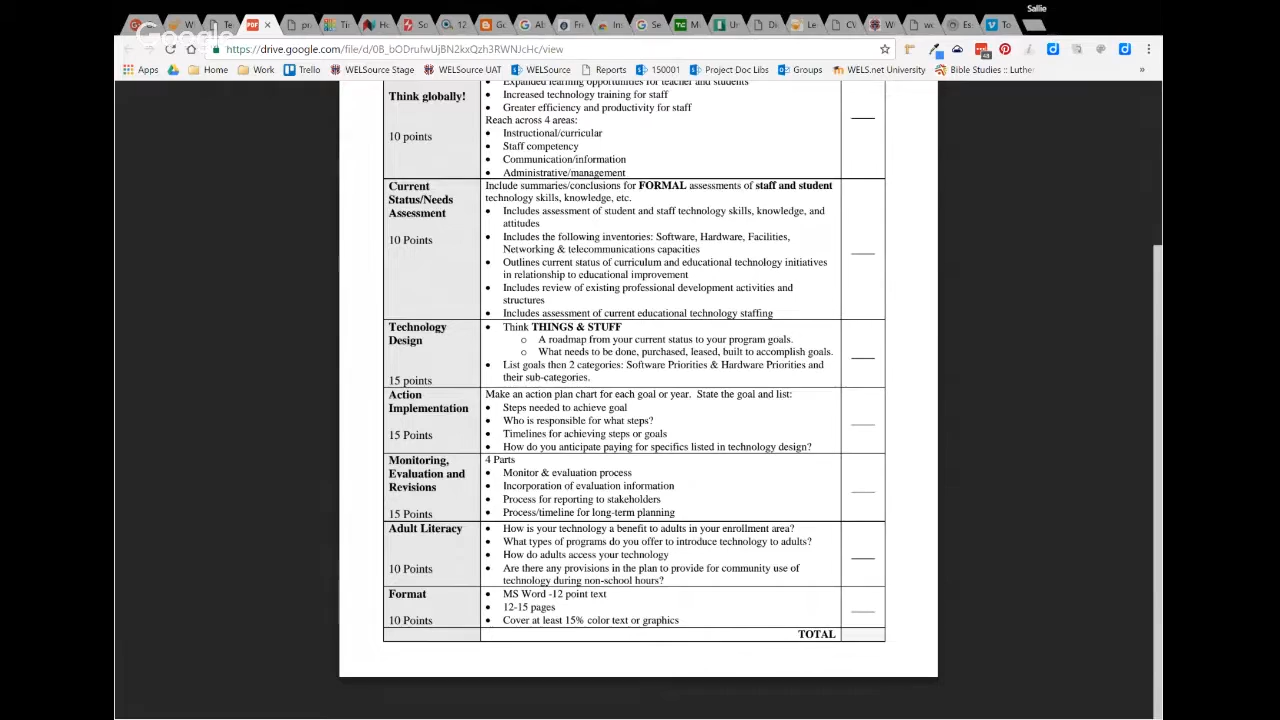 Sallie
Google
PDF
https://drive.google.com/file/d/0B_bODrufwUjBN2kxQzh3RWNJcHc/view
Apps Home Work Trello WELSource Stage WELSource UAT WELSource Reports 150001 Project Doc Libs Groups WELS.net University Bible Studies :: Luther
Expanded learning opportunities for teacher and students
Think globally!
10 points
• Increased technology training for staff
• Greater efficiency and productivity for staff
Reach across 4 areas:
• Instructional/curricular
• Staff competency
• Communication/information
• Administrative/management
Current
Status/Needs
Assessment
10 Points
Include summaries/conclusions for FORMAL assessments of staff and student
technology skills, knowledge, etc.
• Includes assessment of student and staff technology skills, knowledge, and
attitudes
• Includes the following inventories: Software, Hardware, Facilities,
Networking & telecommunications capacities
• Outlines current status of curriculum and educational technology initiatives
in relationship to educational improvement
• Includes review of existing professional development activities and
structures
• Includes assessment of current educational technology staffing
Technology
Design
15 points
• Think THINGS & STUFF
o A roadmap from your current status to your program goals.
o What needs to be done, purchased, leased, built to accomplish goals.
• List goals then 2 categories: Software Priorities & Hardware Priorities and
their sub-categories.
Action
Implementation
15 Points
Make an action plan chart for each goal or year. State the goal and list:
• Steps needed to achieve goal
• Who is responsible for what steps?
• Timelines for achieving steps or goals
• How do you anticipate paying for specifics listed in technology design?
Monitoring,
Evaluation and
Revisions
15 Points
4 Parts
• Monitor & evaluation process
• Incorporation of evaluation information
• Process for reporting to stakeholders
• Process/timeline for long-term planning
Adult Literacy
10 Points
• How is your technology a benefit to adults in your enrollment area?
• What types of programs do you offer to introduce technology to adults?
• How do adults access your technology
• Are there any provisions in the plan to provide for community use of
technology during non-school hours?
Format
10 Points
• MS Word -12 point text
• 12-15 pages
• Cover at least 15% color text or graphics
TOTAL